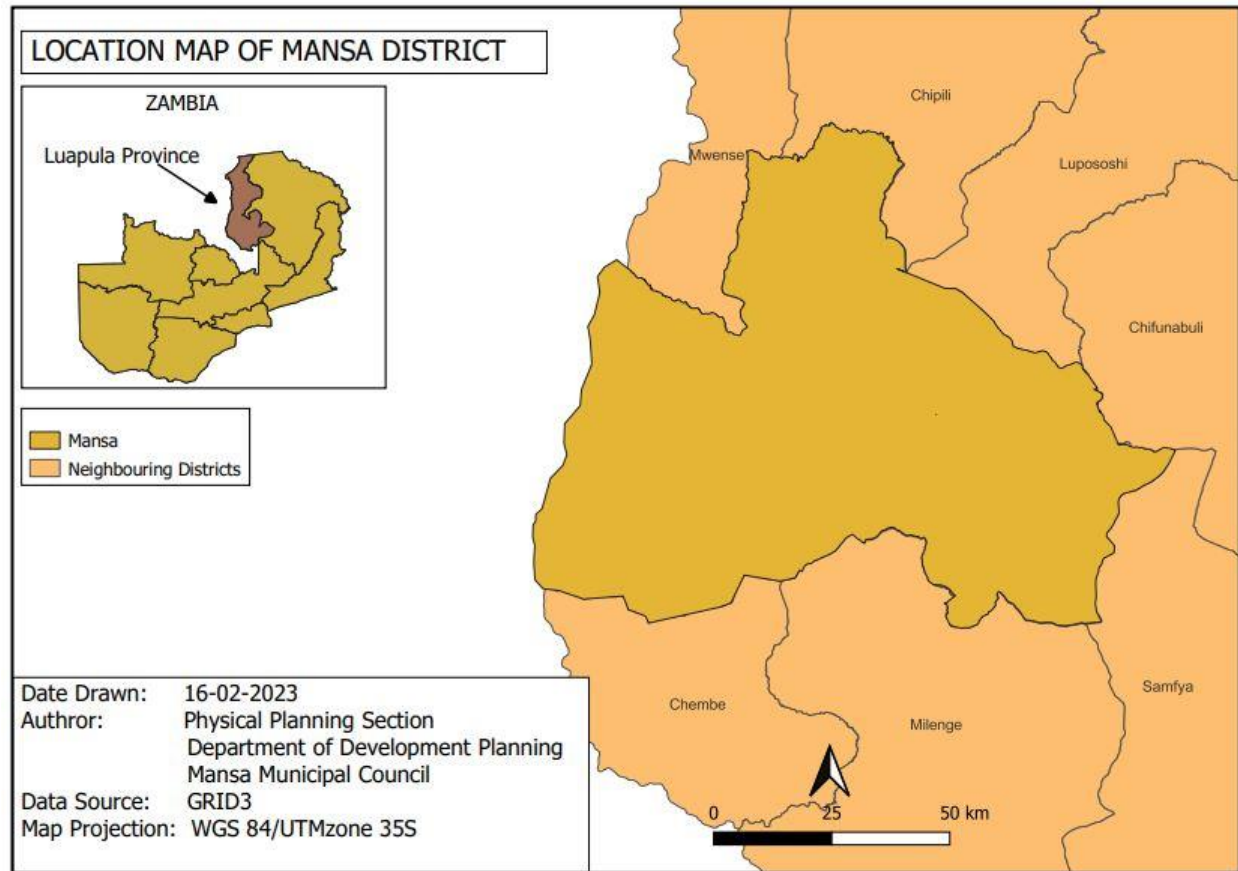 LOCATION MAP OF MANSA DISTRICT
ZAMBIA
Luapula Province
Mansa
Neighbouring Districts
Chipili
Mwense
Lupososhi
Chifunabuli
Chembe
Milenge
Samfya
0 25 50 km
Date Drawn: 16-02-2023
Authror: Physical Planning Section
Department of Development Planning
Mansa Municipal Council
Data Source: GRID3
Map Projection: WGS 84/UTMzone 35S